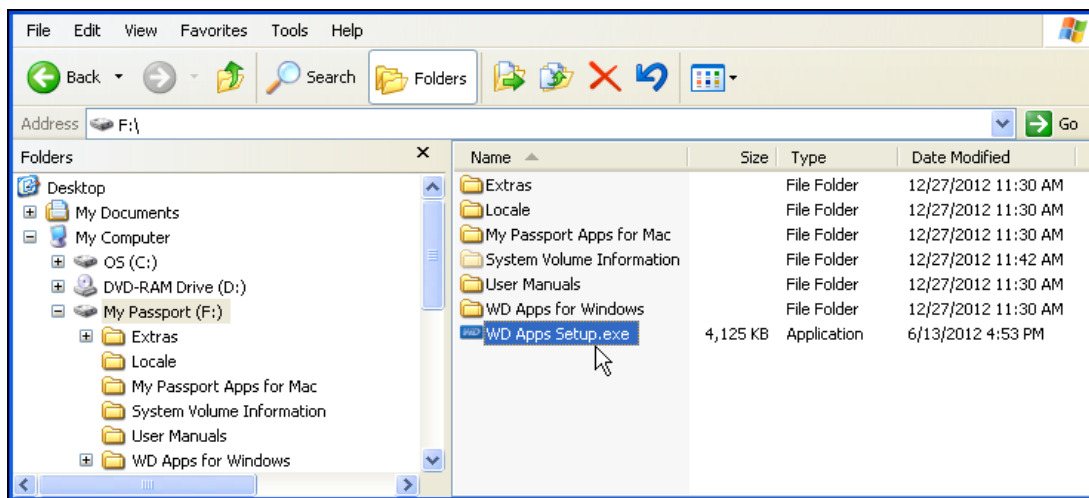 File Edit View Favorites Tools Help
Back Search Folders
Address F:\ Go
Folders
Desktop
My Documents
My Computer
OS (C:)
DVD-RAM Drive (D:)
My Passport (F:)
Extras
Locale
My Passport Apps for Mac
System Volume Information
User Manuals
WD Apps for Windows
Name Size Type Date Modified
Extras File Folder 12/27/2012 11:30 AM
Locale File Folder 12/27/2012 11:30 AM
My Passport Apps for Mac File Folder 12/27/2012 11:30 AM
System Volume Information File Folder 12/27/2012 11:42 AM
User Manuals File Folder 12/27/2012 11:30 AM
WD Apps for Windows File Folder 12/27/2012 11:30 AM
WD WD Apps Setup.exe 4,125 KB Application 6/13/2012 4:53 PM